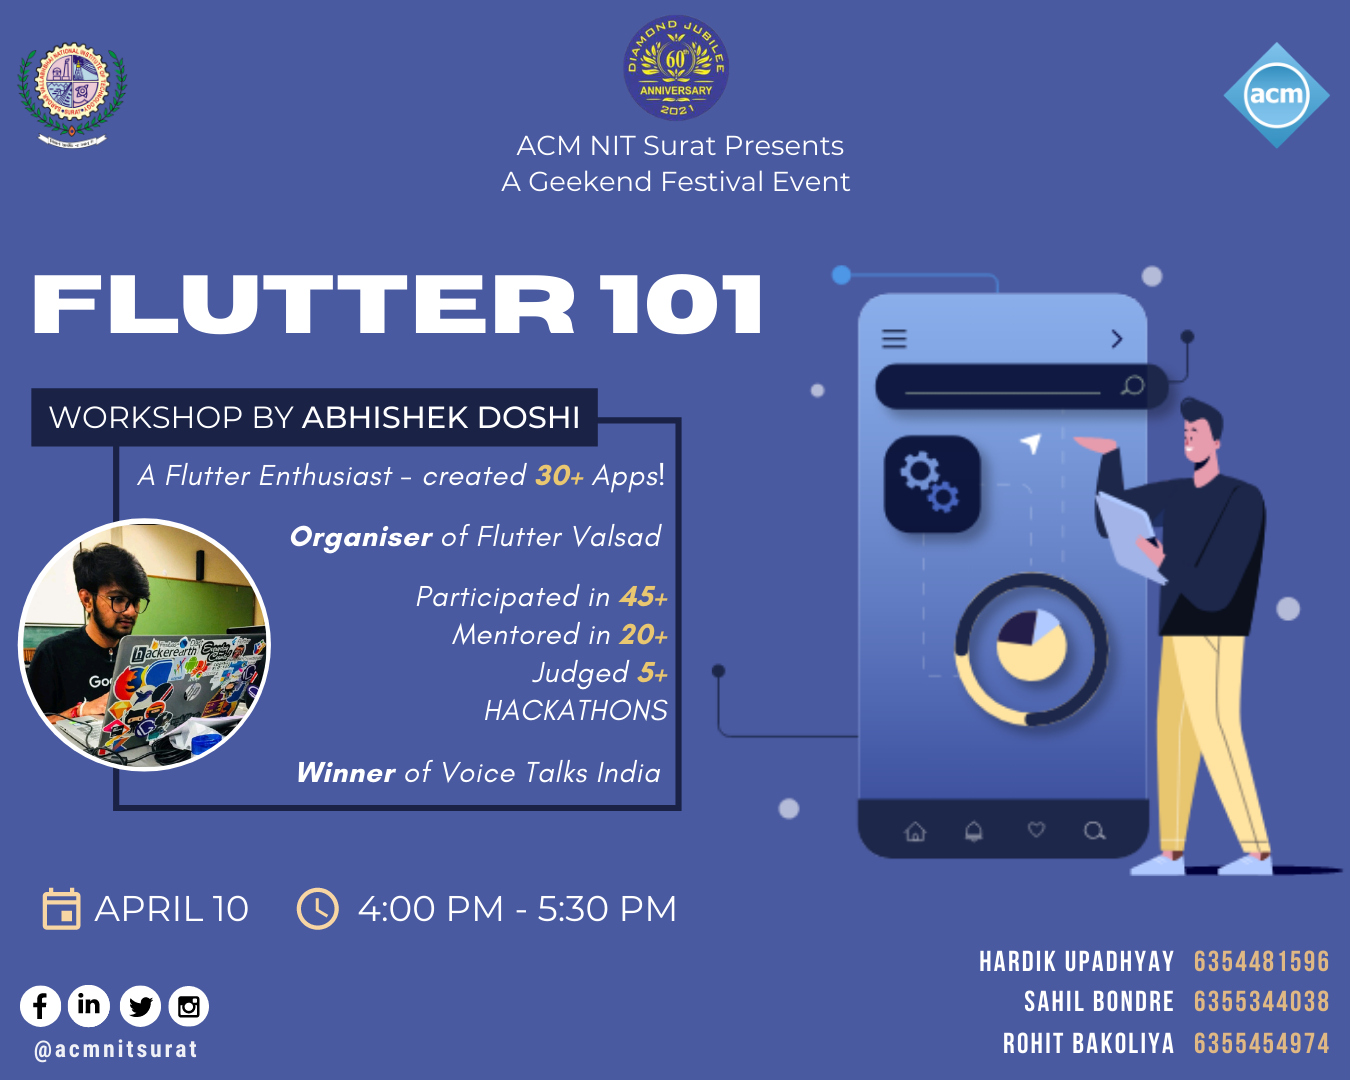 DIAMOND JUBILEE
60th
ANNIVERSARY
2021
acm
ACM NIT Surat Presents
A Geekend Festival Event
FLUTTER 101
WORKSHOP BY ABHISHEK DOSHI
A Flutter Enthusiast - created 30+ Apps!
Organiser of Flutter Valsad
Participated in 45+
Mentored in 20+
Judged 5+
HACKATHONS
Winner of Voice Talks India
hackerearth
Goo
APRIL 10
4:00 PM - 5:30 PM
@acmnitsurat
HARDIK UPADHYAY 6354481596
SAHIL BONDRE 6355344038
ROHIT BAKOLIYA 6355454974